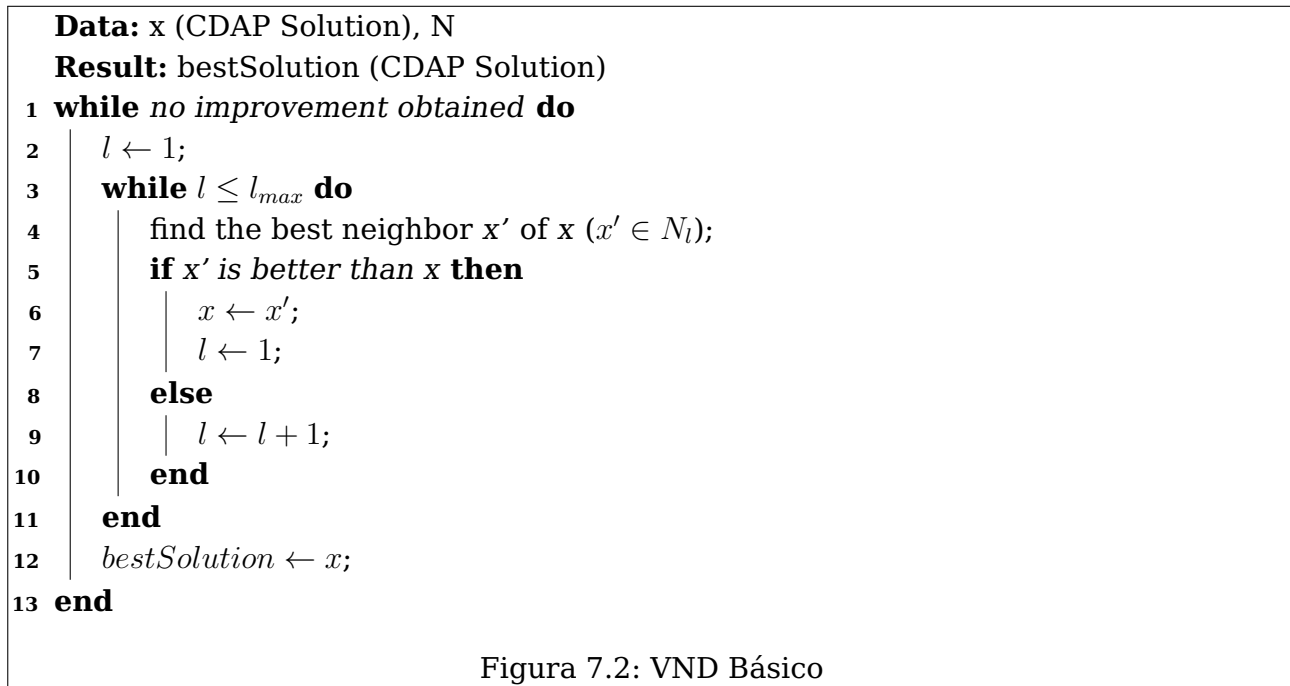 Data: x (CDAP Solution), N
Result: bestSolution (CDAP Solution)
1 while no improvement obtained do
2 l ← 1;
3 while l ≤ l_max do
4 find the best neighbor x' of x (x' ∈ N_l);
5 if x' is better than x then
6 x ← x';
7 l ← 1;
8 else
9 l ← l + 1;
10 end
11 end
12 bestSolution ← x;
13 end
Figura 7.2: VND Básico